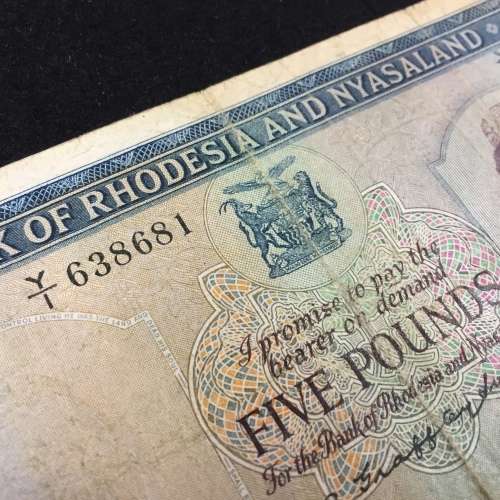 K OF RHODESIA AND NYASALAND
Y/1 638681
I promise to pay the
bearer on demand
FIVE POUNDS
For the Bank of Rhodesia and Nyas